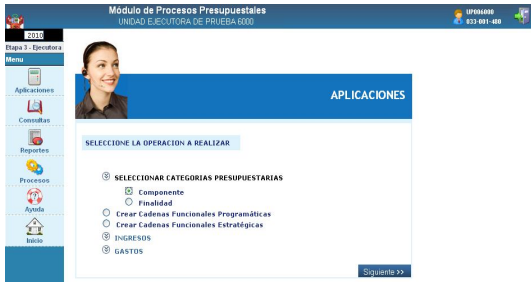 Módulo de Procesos Presupuestales
UNIDAD EJECUTORA DE PRUEBA 6000
UP006000
033-001-400
2010
Etapa 3 - Ejecutora
Menu
Aplicaciones
Consultas
Reportes
Procesos
Ayuda
Inicio
APLICACIONES
SELECCIONE LA OPERACION A REALIZAR
SELECCIONAR CATEGORIAS PRESUPUESTARIAS
Componente
Finalidad
Crear Cadenas Funcionales Programáticas
Crear Cadenas Funcionales Estratégicas
INGRESOS
GASTOS
Siguiente >>